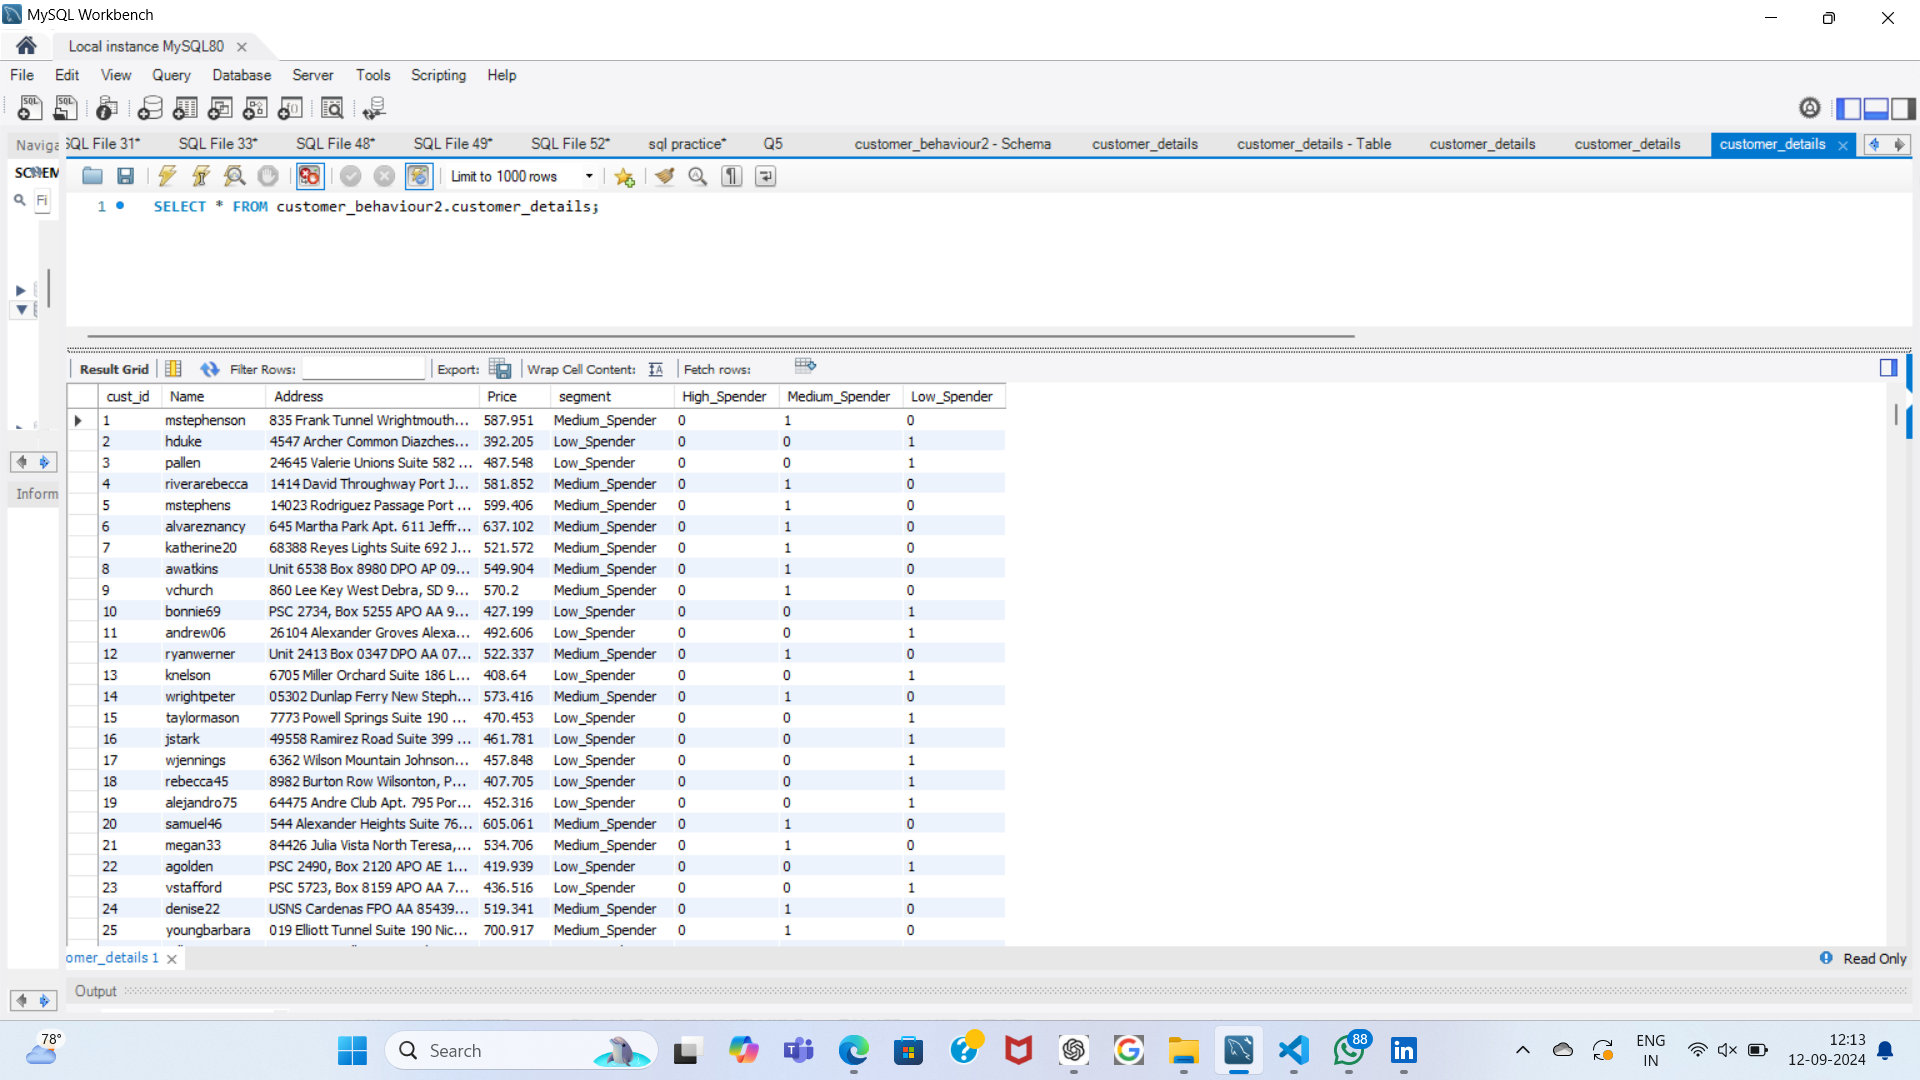 MySQL Workbench
Local instance MySQL80
File Edit View Query Database Server Tools Scripting Help
Naviga SQL File 31* SQL File 33* SQL File 48* SQL File 49* SQL File 52* sql practice* Q5 customer_behaviour2 - Schema customer_details customer_details - Table customer_details customer_details customer_details
SCHEM
Limit to 1000 rows
Fi
1 SELECT * FROM customer_behaviour2.customer_details;
Result Grid Filter Rows: Export: Wrap Cell Content: Fetch rows:
cust_id Name Address Price segment High_Spender Medium_Spender Low_Spender
1 mstephenson 835 Frank Tunnel Wrightmouth... 587.951 Medium_Spender 0 1 0
2 hduke 4547 Archer Common Diazches... 392.205 Low_Spender 0 0 1
3 pallen 24645 Valerie Unions Suite 582 ... 487.548 Low_Spender 0 0 1
4 riverarebecca 1414 David Throughway Port J... 581.852 Medium_Spender 0 1 0
5 mstephens 14023 Rodriguez Passage Port ... 599.406 Medium_Spender 0 1 0
6 alvareznancy 645 Martha Park Apt. 611 Jeffr... 637.102 Medium_Spender 0 1 0
7 katherine20 68388 Reyes Lights Suite 692 J... 521.572 Medium_Spender 0 1 0
8 awatkins Unit 6538 Box 8980 DPO AP 09... 549.904 Medium_Spender 0 1 0
9 vchurch 860 Lee Key West Debra, SD 9... 570.2 Medium_Spender 0 1 0
10 bonnie69 PSC 2734, Box 5255 APO AA 9... 427.199 Low_Spender 0 0 1
11 andrew06 26104 Alexander Groves Alexa... 492.606 Low_Spender 0 0 1
12 ryanwerner Unit 2413 Box 0347 DPO AA 07... 522.337 Medium_Spender 0 1 0
13 knelson 6705 Miller Orchard Suite 186 L... 408.64 Low_Spender 0 0 1
14 wrightpeter 05302 Dunlap Ferry New Steph... 573.416 Medium_Spender 0 1 0
15 taylormason 7773 Powell Springs Suite 190 ... 470.453 Low_Spender 0 0 1
16 jstark 49558 Ramirez Road Suite 399 ... 461.781 Low_Spender 0 0 1
17 wjennings 6362 Wilson Mountain Johnson... 457.848 Low_Spender 0 0 1
18 rebecca45 8982 Burton Row Wilsonton, P... 407.705 Low_Spender 0 0 1
19 alejandro75 64475 Andre Club Apt. 795 Por... 452.316 Low_Spender 0 0 1
20 samuel46 544 Alexander Heights Suite 76... 605.061 Medium_Spender 0 1 0
21 megan33 84426 Julia Vista North Teresa,... 534.706 Medium_Spender 0 1 0
22 agolden PSC 2490, Box 2120 APO AE 1... 419.939 Low_Spender 0 0 1
23 vstafford PSC 5723, Box 8159 APO AA 7... 436.516 Low_Spender 0 0 1
24 denise22 USNS Cardenas FPO AA 85439... 519.341 Medium_Spender 0 1 0
25 youngbarbara 019 Elliott Tunnel Suite 190 Nic... 700.917 Medium_Spender 0 1 0
Inform
omer_details 1 Read Only
Output
78° Search 88 ENG IN 12:13
12-09-2024